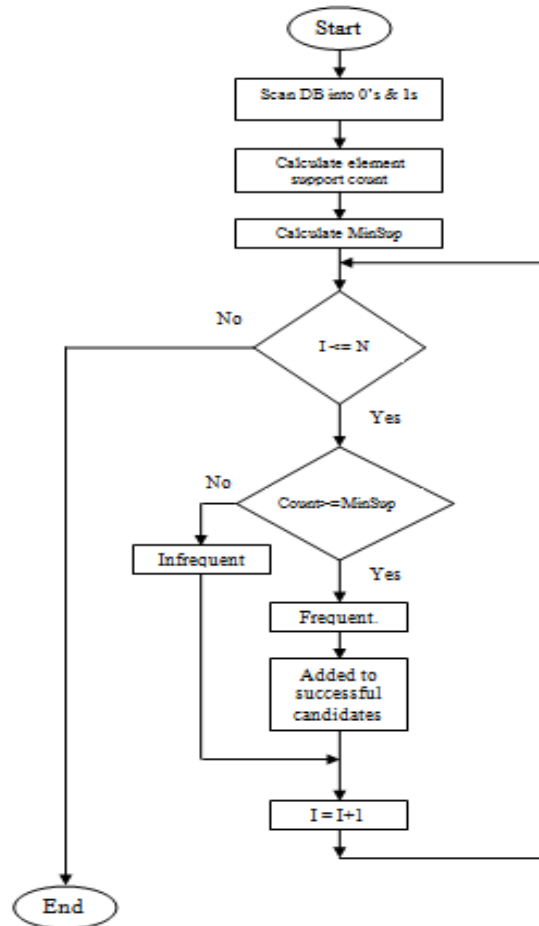 Start
Scan DB into 0's & 1s
Calculate element
support count
Calculate MinSup
No
I <= N
Yes
No
Count>=MinSup
Infrequent
Yes
Frequent.
Added to
successful
candidates
I = I+1
End